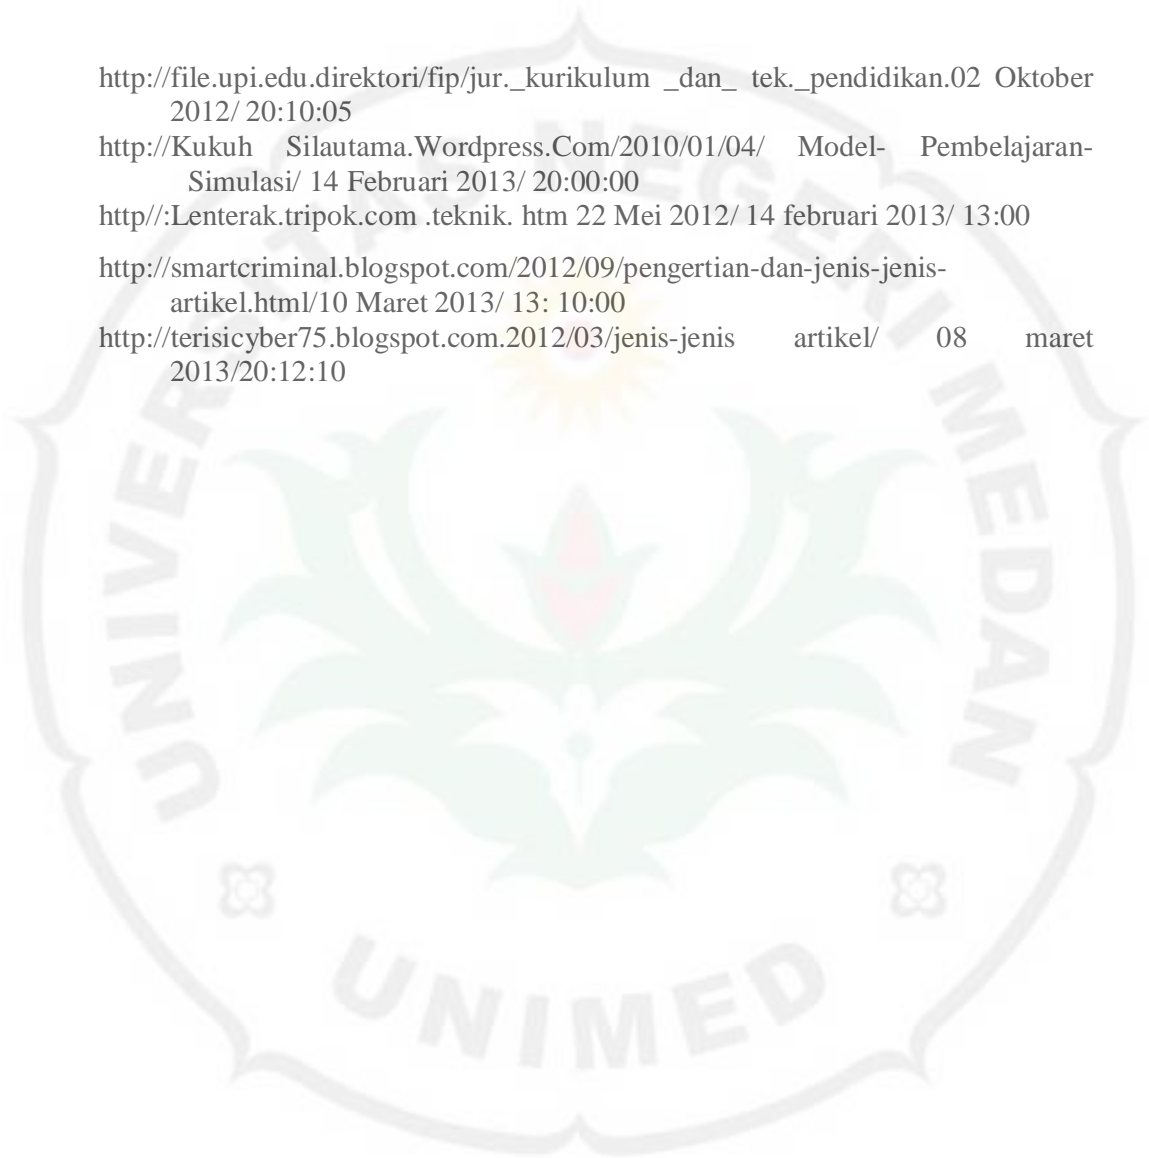 http://file.upi.edu.direktori/fip/jur._kurikulum _dan_ tek._pendidikan.02 Oktober
2012/ 20:10:05
http://Kukuh Silautama.Wordpress.Com/2010/01/04/ Model- Pembelajaran-
Simulasi/ 14 Februari 2013/ 20:00:00
http//:Lenterak.tripok.com .teknik. htm 22 Mei 2012/ 14 februari 2013/ 13:00
http://smartcriminal.blogspot.com/2012/09/pengertian-dan-jenis-jenis-
artikel.html/10 Maret 2013/ 13: 10:00
http://terisicyber75.blogspot.com.2012/03/jenis-jenis artikel/ 08 maret
2013/20:12:10
UNIVERSITAS NEGERI MEDAN
UNIMED